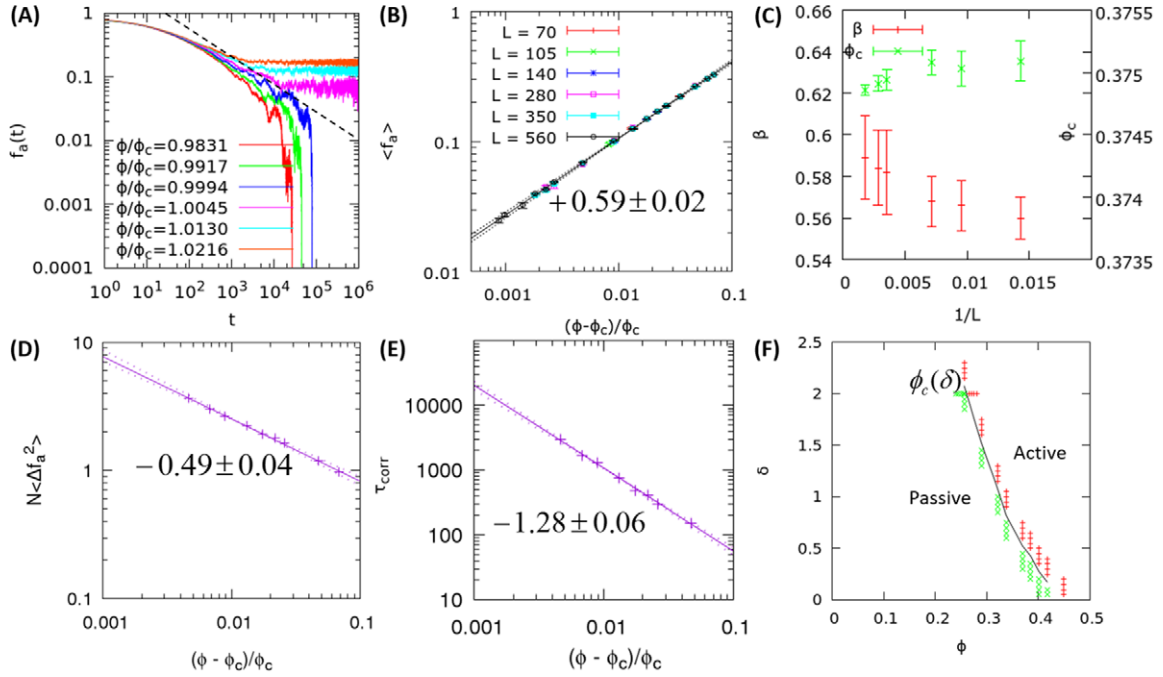 (A)
1
0.1
0.01
0.001
0.0001
f_a(t)
ϕ/ϕ_c=0.9831
ϕ/ϕ_c=0.9917
ϕ/ϕ_c=0.9994
ϕ/ϕ_c=1.0045
ϕ/ϕ_c=1.0130
ϕ/ϕ_c=1.0216
10^0 10^1 10^2 10^3 10^4 10^5 10^6
t
(B)
1
0.1
0.01
<f_a>
L = 70
L = 105
L = 140
L = 280
L = 350
L = 560
+0.59±0.02
0.001 0.01 0.1
(ϕ-ϕ_c)/ϕ_c
(C)
0.66
0.64
0.62
0.60
0.58
0.56
0.54
β
β
ϕ_c
0.3755
0.375
0.3745
0.374
0.3735
ϕ_c
0 0.005 0.01 0.015
1/L
(D)
10
1
0.1
N<Δf_a^2>
−0.49±0.04
0.001 0.01 0.1
(ϕ - ϕ_c)/ϕ_c
(E)
10000
1000
100
10
τ_corr
−1.28±0.06
0.001 0.01 0.1
(ϕ - ϕ_c)/ϕ_c
(F)
2.5
2
1.5
1
0.5
0
δ
ϕ_c(δ)
Active
Passive
0 0.1 0.2 0.3 0.4 0.5
ϕ